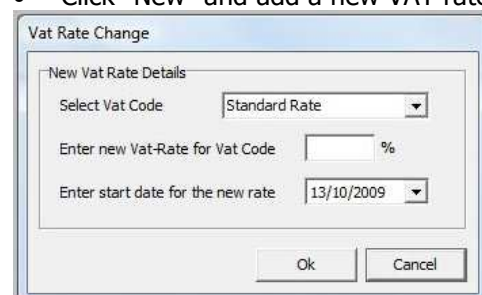 • Click "New" and add a new VAT rate
Vat Rate Change
New Vat Rate Details
Select Vat Code Standard Rate
Enter new Vat-Rate for Vat Code %
Enter start date for the new rate 13/10/2009
Ok Cancel